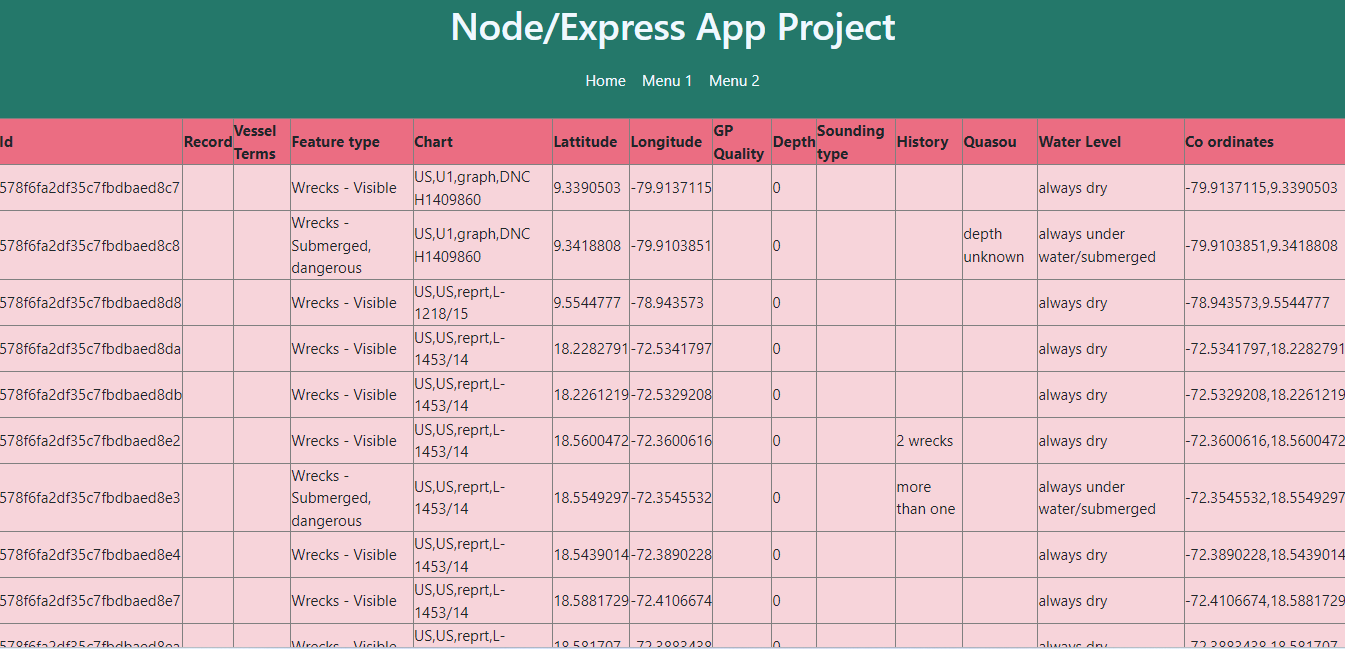 Node/Express App Project
Home Menu 1 Menu 2
Id Record Vessel Terms Feature type Chart Lattitude Longitude GP Quality Depth Sounding type History Quasou Water Level Co ordinates
578f6fa2df35c7fbdbaed8c7 Wrecks - Visible US,U1,graph,DNC H1409860 9.3390503 -79.9137115 0 always dry -79.9137115,9.3390503
578f6fa2df35c7fbdbaed8c8 Wrecks - Submerged, dangerous US,U1,graph,DNC H1409860 9.3418808 -79.9103851 0 depth unknown always under water/submerged -79.9103851,9.3418808
578f6fa2df35c7fbdbaed8d8 Wrecks - Visible US,US,reprt,L-1218/15 9.5544777 -78.943573 0 always dry -78.943573,9.5544777
578f6fa2df35c7fbdbaed8da Wrecks - Visible US,US,reprt,L-1453/14 18.2282791 -72.5341797 0 always dry -72.5341797,18.2282791
578f6fa2df35c7fbdbaed8db Wrecks - Visible US,US,reprt,L-1453/14 18.2261219 -72.5329208 0 always dry -72.5329208,18.2261219
578f6fa2df35c7fbdbaed8e2 Wrecks - Visible US,US,reprt,L-1453/14 18.5600472 -72.3600616 0 2 wrecks always dry -72.3600616,18.5600472
578f6fa2df35c7fbdbaed8e3 Wrecks - Submerged, dangerous US,US,reprt,L-1453/14 18.5549297 -72.3545532 0 more than one always under water/submerged -72.3545532,18.5549297
578f6fa2df35c7fbdbaed8e4 Wrecks - Visible US,US,reprt,L-1453/14 18.5439014 -72.3890228 0 always dry -72.3890228,18.5439014
578f6fa2df35c7fbdbaed8e7 Wrecks - Visible US,US,reprt,L-1453/14 18.5881729 -72.4106674 0 always dry -72.4106674,18.5881729
Wrecks - Visible US,US,reprt,L- 0 always dry